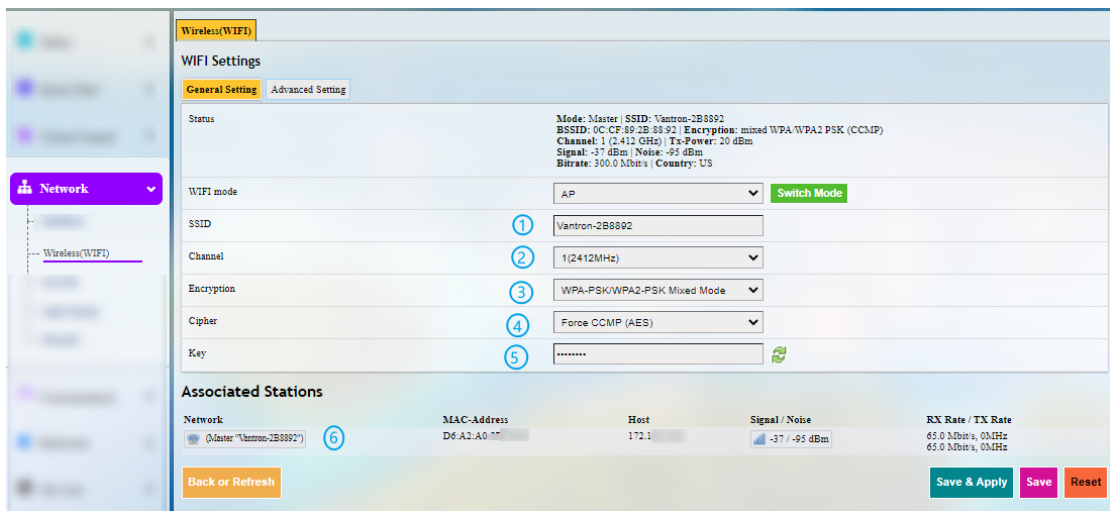 Wireless(WIFI)
WIFI Settings
General Setting Advanced Setting
Status
Mode: Master | SSID: Vantron-2B8892
BSSID: 0C:CF:89:2B:88:92 | Encryption: mixed WPA/WPA2 PSK (CCMP)
Channel: 1 (2.412 GHz) | Tx-Power: 20 dBm
Signal: -37 dBm | Noise: -95 dBm
Bitrate: 300.0 Mbit/s | Country: US
Network
WIFI mode AP Switch Mode
SSID 1 Vantron-2B8892
Wireless(WIFI)
Channel 2 1(2412MHz)
Encryption 3 WPA-PSK/WPA2-PSK Mixed Mode
Cipher 4 Force CCMP (AES)
Key 5 ••••••••
Associated Stations
Network MAC-Address Host Signal / Noise RX Rate / TX Rate
(Master "Vantron-2B8892") 6 D6:A2:A0: 172.1 -37 / -95 dBm 65.0 Mbit/s, 0MHz
65.0 Mbit/s, 0MHz
Back or Refresh Save & Apply Save Reset